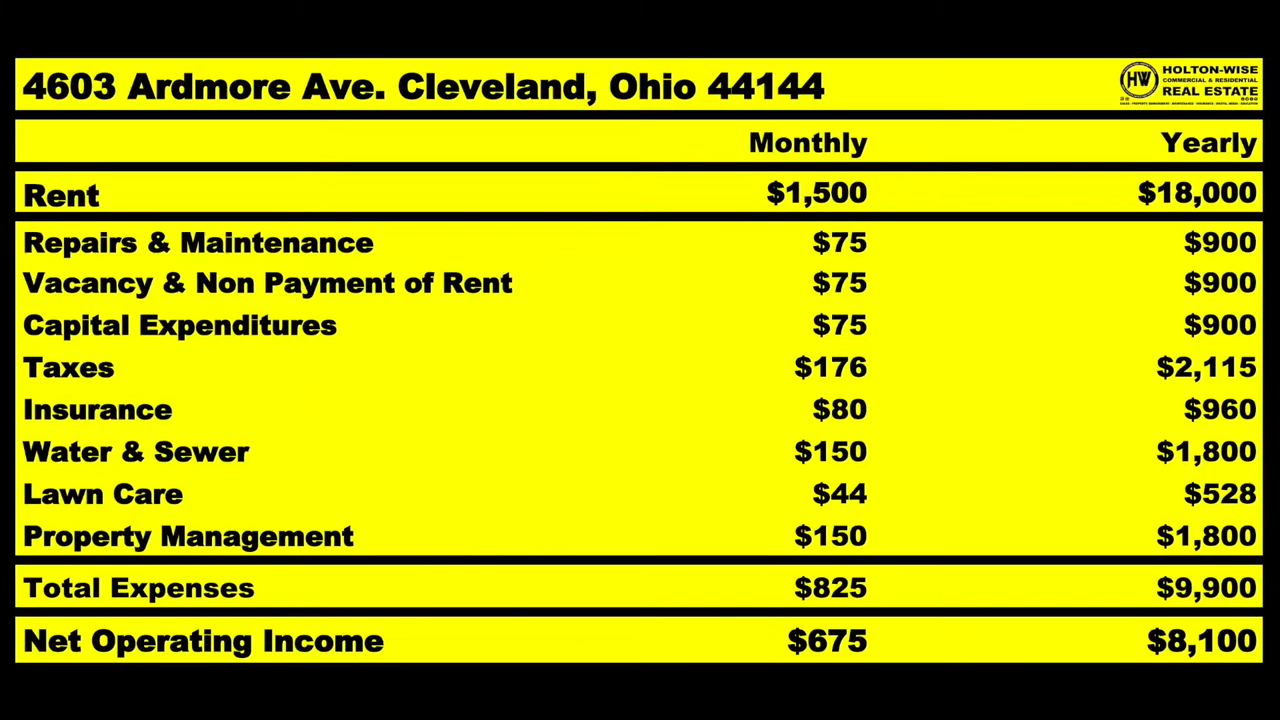 4603 Ardmore Ave. Cleveland, Ohio 44144
HOLTON-WISE
COMMERCIAL & RESIDENTIAL
REAL ESTATE
HW
Monthly Yearly
Rent $1,500 $18,000
Repairs & Maintenance $75 $900
Vacancy & Non Payment of Rent $75 $900
Capital Expenditures $75 $900
Taxes $176 $2,115
Insurance $80 $960
Water & Sewer $150 $1,800
Lawn Care $44 $528
Property Management $150 $1,800
Total Expenses $825 $9,900
Net Operating Income $675 $8,100